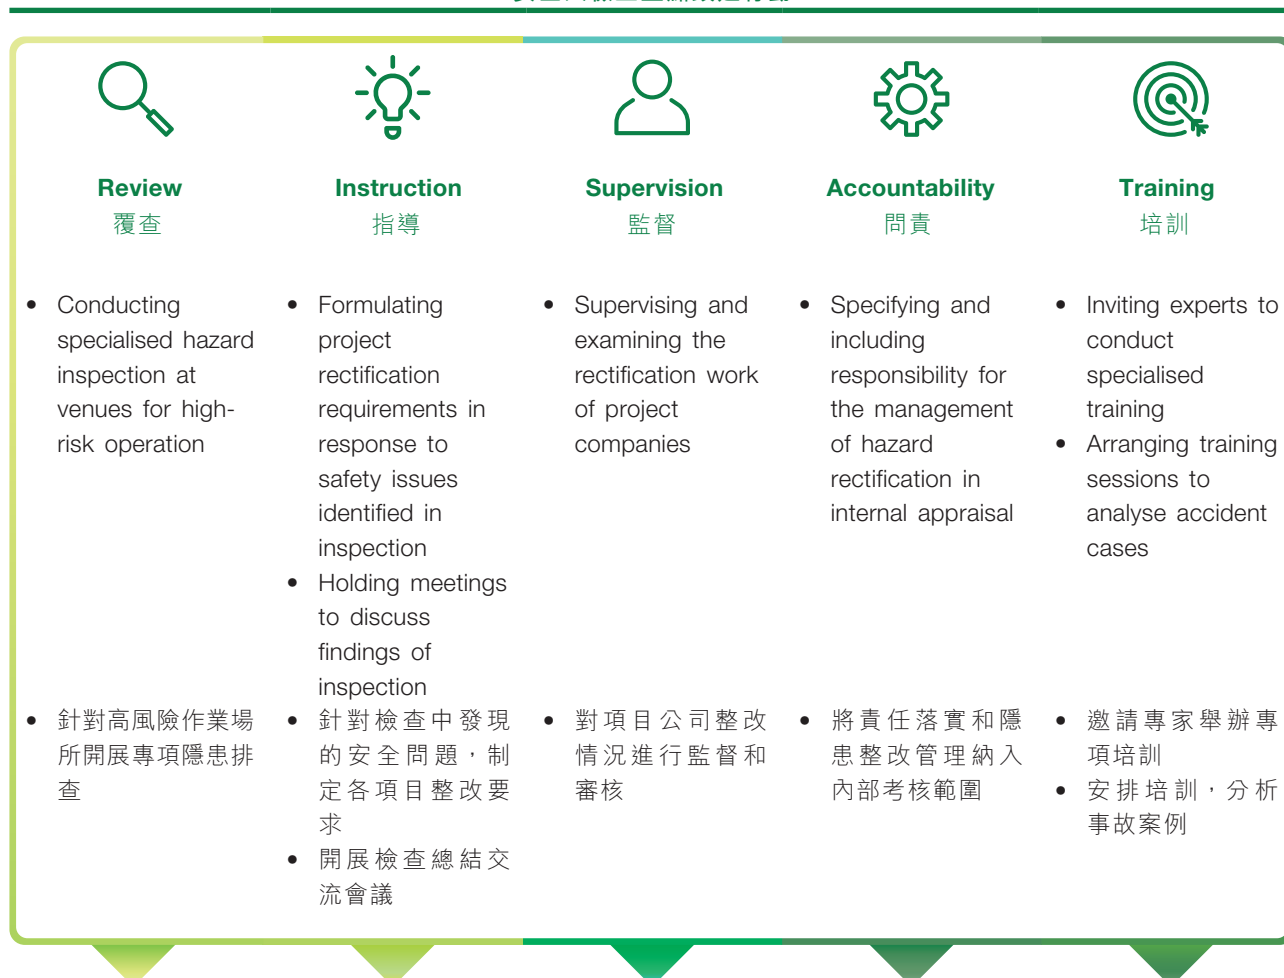 Review
覆查
• Conducting
specialised hazard
inspection at
venues for high-
risk operation
• 針對高風險作業場
所開展專項隱患排
查
Instruction
指導
• Formulating
project
rectification
requirements in
response to
safety issues
identified in
inspection
• Holding meetings
to discuss
findings of
inspection
• 針對檢查中發現
的安全問題，制
定各項目整改要
求
• 開展檢查總結交
流會議
Supervision
監督
• Supervising and
examining the
rectification work
of project
companies
• 對項目公司整改
情況進行監督和
審核
Accountability
問責
• Specifying and
including
responsibility for
the management
of hazard
rectification in
internal appraisal
• 將責任落實和隱
患整改管理納入
內部考核範圍
Training
培訓
• Inviting experts to
conduct
specialised
training
• Arranging training
sessions to
analyse accident
cases
• 邀請專家舉辦專
項培訓
• 安排培訓，分析
事故案例